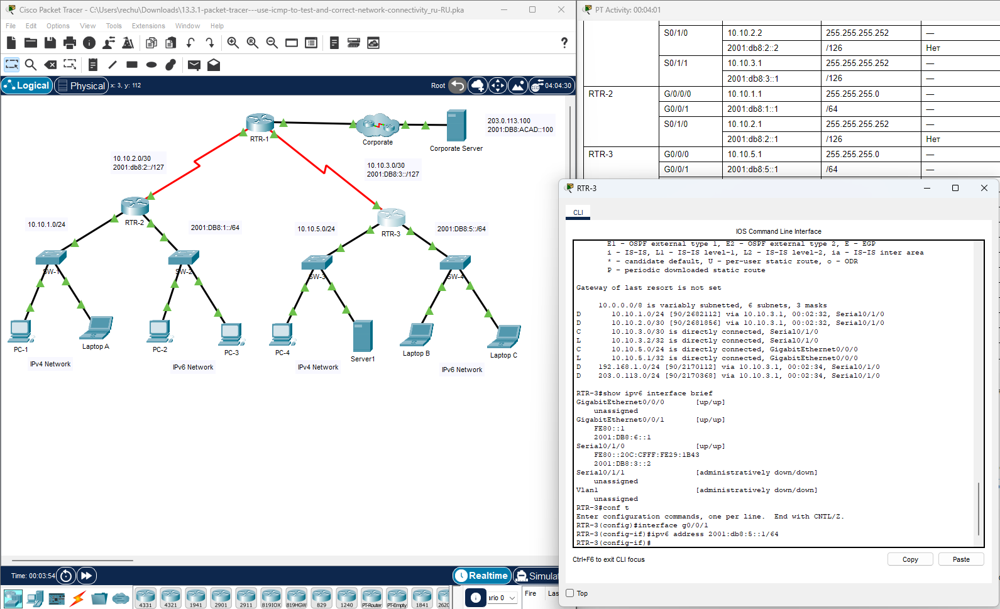 Cisco Packet Tracer - C:\Users\rechu\Downloads\13.3.1-packet-tracer---use-icmp-to-test-and-correct-network-connectivity_ru-RU.pka
File Edit Options View Tools Extensions Window Help
?
Logical Physical x: 3, y: 112 Root 04:04:30
RTR-1
Corporate
Corporate Server
203.0.113.100
2001:DB8:ACAD::100
10.10.2.0/30
2001:db8:2::/127
10.10.3.0/30
2001:DB8:3::/127
RTR-2
RTR-3
10.10.1.0/24
2001:DB8:1::/64
10.10.5.0/24
2001:DB8:5::/64
SW-1
SW-2
SW-3
SW-4
PC-1
Laptop A
PC-2
PC-3
PC-4
Server1
Laptop B
Laptop C
IPv4 Network
IPv6 Network
IPv4 Network
IPv6 Network
Time: 00:03:54
Realtime
4331 4321 1941 2901 2911 819IOX 819HGW 829 1240 PT-Router PT-Empty 1841
Fire
PT Activity: 00:04:01
S0/1/0 10.10.2.2 255.255.255.252 —
2001:db8:2::2 /126 Нет
S0/1/1 10.10.3.1 255.255.255.252 —
2001:db8:3::1 /126 —
RTR-2 G/0/0/0 10.10.1.1 255.255.255.0 —
G0/0/1 2001:db8:1::1 /64 —
S0/1/0 10.10.2.1 255.255.255.252 —
2001:db8:2::1 /126 Нет
RTR-3 G0/0/0 10.10.5.1 255.255.255.0 —
G0/0/1 2001:db8:5::1 /64 —
RTR-3
CLI
IOS Command Line Interface
E1 - OSPF external type 1, E2 - OSPF external type 2, E - EGP
i - IS-IS, L1 - IS-IS level-1, L2 - IS-IS level-2, ia - IS-IS inter area
* - candidate default, U - per-user static route, o - ODR
P - periodic downloaded static route
Gateway of last resort is not set
10.0.0.0/8 is variably subnetted, 6 subnets, 3 masks
D 10.10.1.0/24 [90/2682112] via 10.10.3.1, 00:02:32, Serial0/1/0
D 10.10.2.0/30 [90/2681856] via 10.10.3.1, 00:02:32, Serial0/1/0
C 10.10.3.0/30 is directly connected, Serial0/1/0
L 10.10.3.2/32 is directly connected, Serial0/1/0
C 10.10.5.0/24 is directly connected, GigabitEthernet0/0/0
L 10.10.5.1/32 is directly connected, GigabitEthernet0/0/0
D 192.168.1.0/24 [90/2170112] via 10.10.3.1, 00:02:34, Serial0/1/0
D 203.0.113.0/24 [90/2170368] via 10.10.3.1, 00:02:34, Serial0/1/0
RTR-3#show ipv6 interface brief
GigabitEthernet0/0/0 [up/up]
unassigned
GigabitEthernet0/0/1 [up/up]
FE80::1
2001:DB8:6::1
Serial0/1/0 [up/up]
FE80::20C:CFFF:FE29:1B43
2001:DB8:3::2
Serial0/1/1 [administratively down/down]
unassigned
Vlan1 [administratively down/down]
unassigned
RTR-3#conf t
Enter configuration commands, one per line. End with CNTL/Z.
RTR-3(config)#interface g0/0/1
RTR-3(config-if)#ipv6 address 2001:db8:5::1/64
RTR-3(config-if)#
Ctrl+F6 to exit CLI focus
Copy
Paste
Top